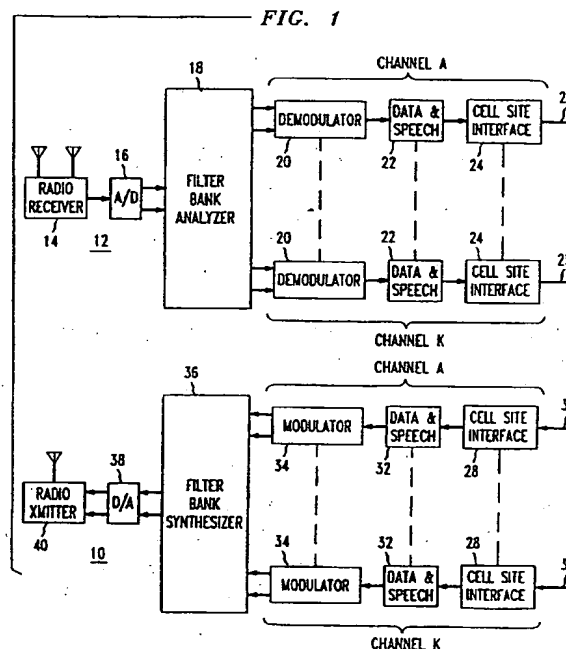 FIG. 1
CHANNEL A
18
DEMODULATOR
DATA & SPEECH
CELL SITE INTERFACE
20
22
24
16
A/D
RADIO RECEIVER
14
12
FILTER BANK ANALYZER
20
22
24
DEMODULATOR
DATA & SPEECH
CELL SITE INTERFACE
CHANNEL K
36
CHANNEL A
MODULATOR
DATA & SPEECH
CELL SITE INTERFACE
34
32
28
38
D/A
RADIO XMITTER
40
10
FILTER BANK SYNTHESIZER
34
32
28
MODULATOR
DATA & SPEECH
CELL SITE INTERFACE
CHANNEL K